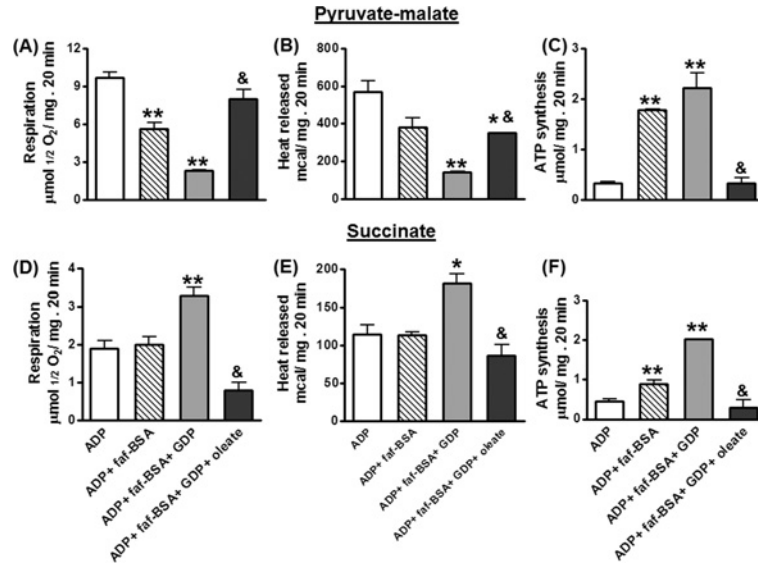 Pyruvate-malate
(A)
Respiration
μmol 1/2 O2/ mg . 20 min
12
9
6
3
0
**
**
&
(B)
Heat released
mcal/ mg . 20 min
800
600
400
200
0
**
* &
(C)
ATP synthesis
μmol/ mg . 20 min
3
2
1
0
**
**
&
Succinate
(D)
Respiration
μmol 1/2 O2/ mg . 20 min
4
3
2
1
0
**
&
ADP
ADP+ faf-BSA
ADP+ faf-BSA+ GDP
ADP+ faf-BSA+ GDP+ oleate
(E)
Heat released
mcal/ mg . 20 min
200
150
100
50
0
*
&
ADP
ADP+ faf-BSA
ADP+ faf-BSA+ GDP
ADP+ faf-BSA+ GDP+ oleate
(F)
ATP synthesis
μmol/ mg . 20 min
3
2
1
0
**
**
&
ADP
ADP+ faf-BSA
ADP+ faf-BSA+ GDP
ADP+ faf-BSA+ GDP+ oleate